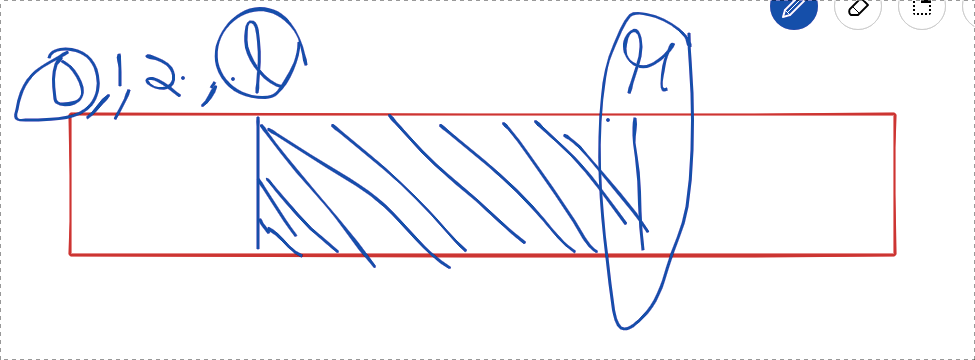 0, 1, 2.., l r